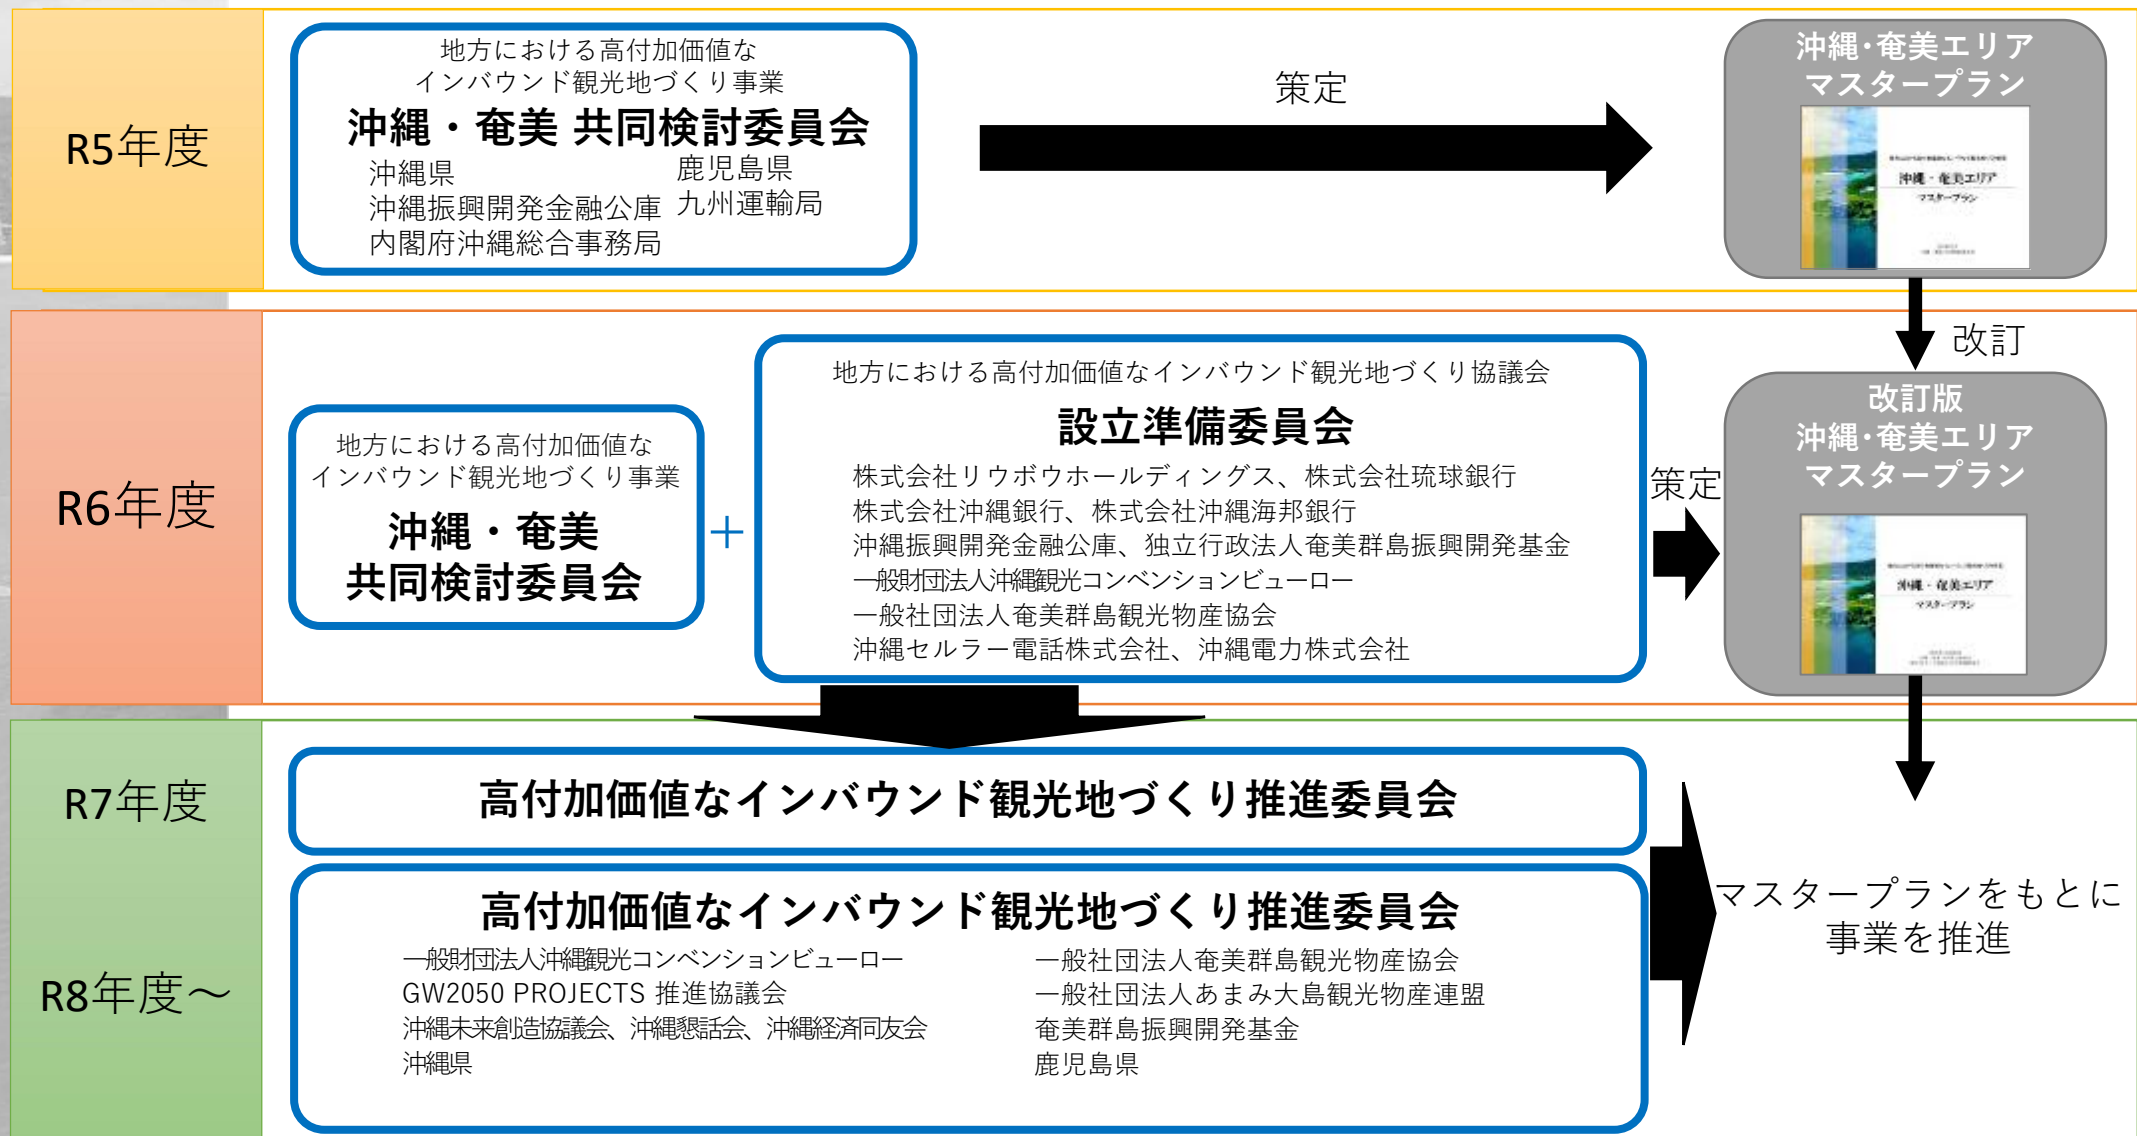 R5年度
地方における高付加価値な
インバウンド観光地づくり事業
沖縄・奄美 共同検討委員会
沖縄県
沖縄振興開発金融公庫
内閣府沖縄総合事務局
鹿児島県
九州運輸局
策定
沖縄・奄美エリア
マスタープラン
沖縄・奄美エリア
マスタープラン
改訂
R6年度
地方における高付加価値な
インバウンド観光地づくり事業
沖縄・奄美
共同検討委員会
＋
地方における高付加価値なインバウンド観光地づくり協議会
設立準備委員会
株式会社リウボウホールディングス、株式会社琉球銀行
株式会社沖縄銀行、株式会社沖縄海邦銀行
沖縄振興開発金融公庫、独立行政法人奄美群島振興開発基金
一般財団法人沖縄観光コンベンションビューロー
一般社団法人奄美群島観光物産協会
沖縄セルラー電話株式会社、沖縄電力株式会社
策定
改訂版
沖縄・奄美エリア
マスタープラン
沖縄・奄美エリア
マスタープラン
R7年度
高付加価値なインバウンド観光地づくり推進委員会
R8年度～
高付加価値なインバウンド観光地づくり推進委員会
一般財団法人沖縄観光コンベンションビューロー
GW2050 PROJECTS 推進協議会
沖縄未来創造協議会、沖縄懇話会、沖縄経済同友会
沖縄県
一般社団法人奄美群島観光物産協会
一般社団法人あまみ大島観光物産連盟
奄美群島振興開発基金
鹿児島県
マスタープランをもとに
事業を推進